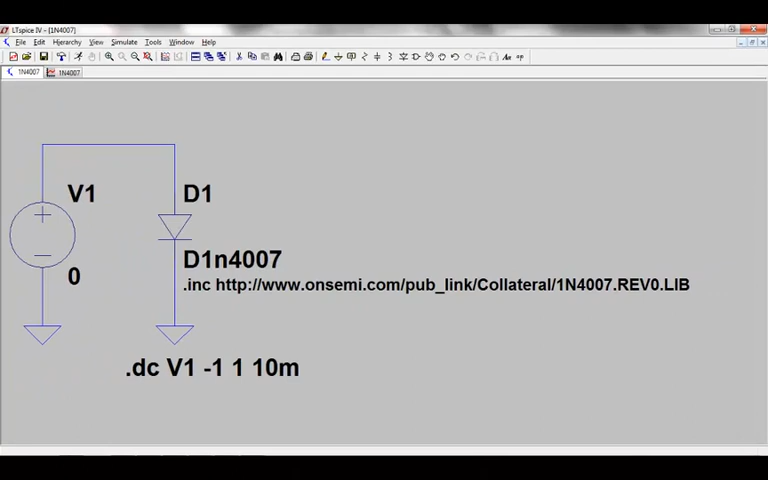 LTspice IV - [1N4007]
File Edit Hierarchy View Simulate Tools Window Help
1N4007 1N4007
V1
D1
D1n4007
0
.inc http://www.onsemi.com/pub_link/Collateral/1N4007.REV0.LIB
.dc V1 -1 1 10m